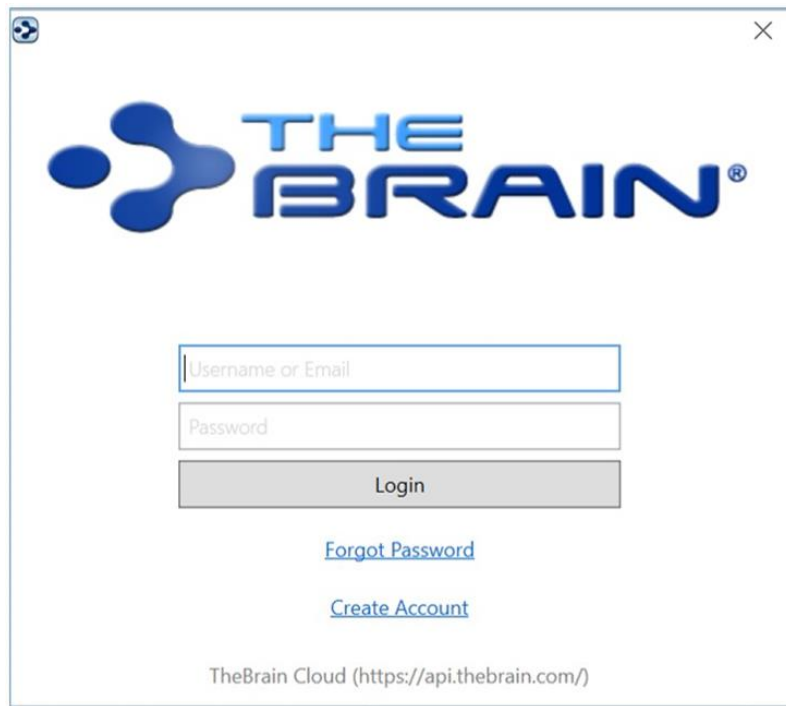 THE
BRAIN®
Username or Email
Password
Login
Forgot Password
Create Account
TheBrain Cloud (https://api.thebrain.com/)